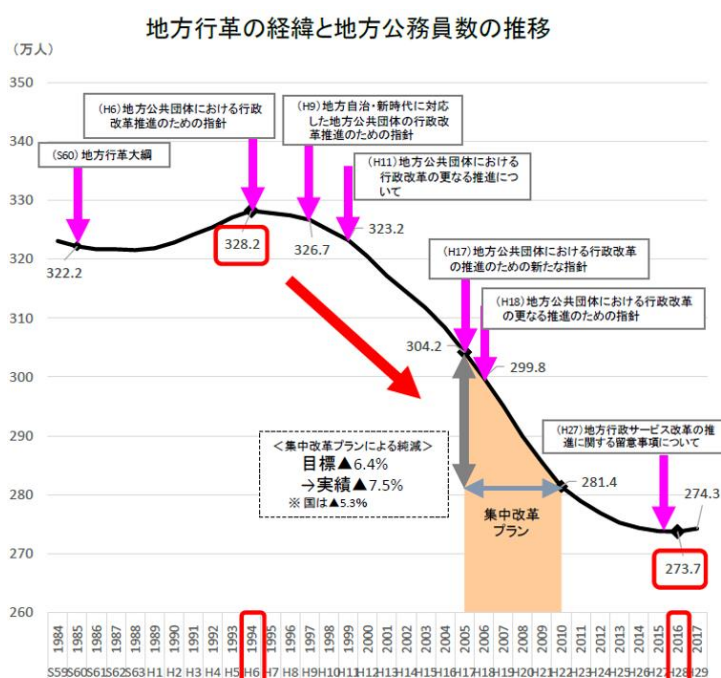 地方行革の経緯と地方公務員数の推移
(万人)
350
340
330
320
310
300
290
280
270
260
(S60)地方行革大綱
(H6)地方公共団体における行政
改革推進のための指針
(H9)地方自治・新時代に対応
した地方公共団体の行政改
革推進のための指針
(H11)地方公共団体における
行政改革の更なる推進につ
いて
(H17)地方公共団体における行政改革
の推進のための新たな指針
(H18)地方公共団体における行政改革
の更なる推進のための指針
(H27)地方行政サービス改革の推
進に関する留意事項について
322.2
328.2
326.7
323.2
304.2
299.8
281.4
274.3
273.7
<集中改革プランによる純減>
目標▲6.4%
→実績▲7.5%
※国は▲5.3%
集中改革
プラン
1984 1985 1986 1987 1988 1989 1990 1991 1992 1993 1994 1995 1996 1997 1998 1999 2000 2001 2002 2003 2004 2005 2006 2007 2008 2009 2010 2011 2012 2013 2014 2015 2016 2017
S59 S60 S61 S62 S63 H1 H2 H3 H4 H5 H6 H7 H8 H9 H10 H11 H12 H13 H14 H15 H16 H17 H18 H19 H20 H21 H22 H23 H24 H25 H26 H27 H28 H29